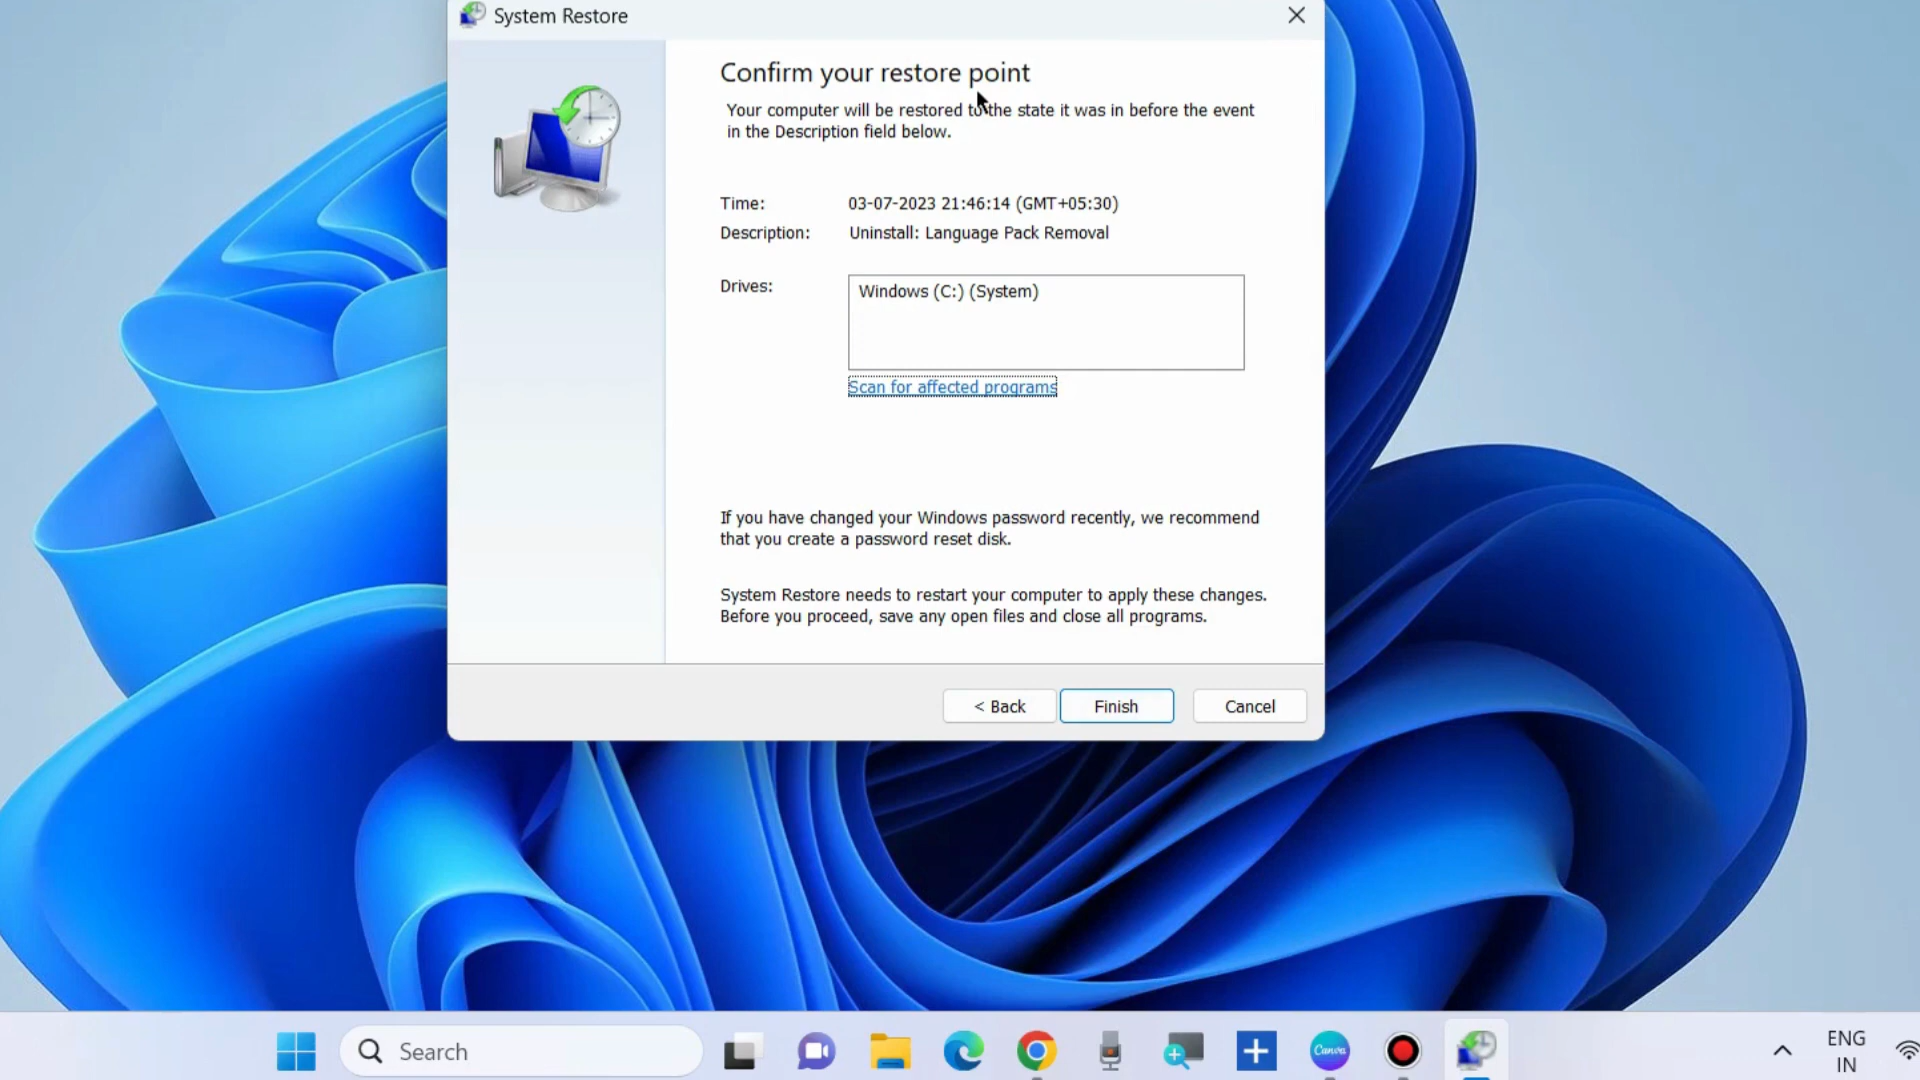 System Restore
Confirm your restore point
Your computer will be restored to the state it was in before the event
in the Description field below.
Time: 03-07-2023 21:46:14 (GMT+05:30)
Description: Uninstall: Language Pack Removal
Drives: Windows (C:) (System)
Scan for affected programs
If you have changed your Windows password recently, we recommend
that you create a password reset disk.
System Restore needs to restart your computer to apply these changes.
Before you proceed, save any open files and close all programs.
< Back Finish Cancel
Search
Canva
ENG
IN